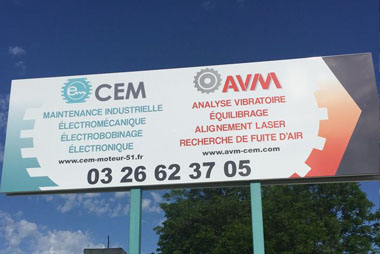 CEM
MAINTENANCE INDUSTRIELLE
ÉLECTROMÉCANIQUE
ÉLECTROBOBINAGE
ÉLECTRONIQUE
www.cem-moteur-51.fr
AVM
ANALYSE VIBRATOIRE
ÉQUILIBRAGE
ALIGNEMENT LASER
RECHERCHE DE FUITE D'AIR
www.avm-cem.com
03 26 62 37 05